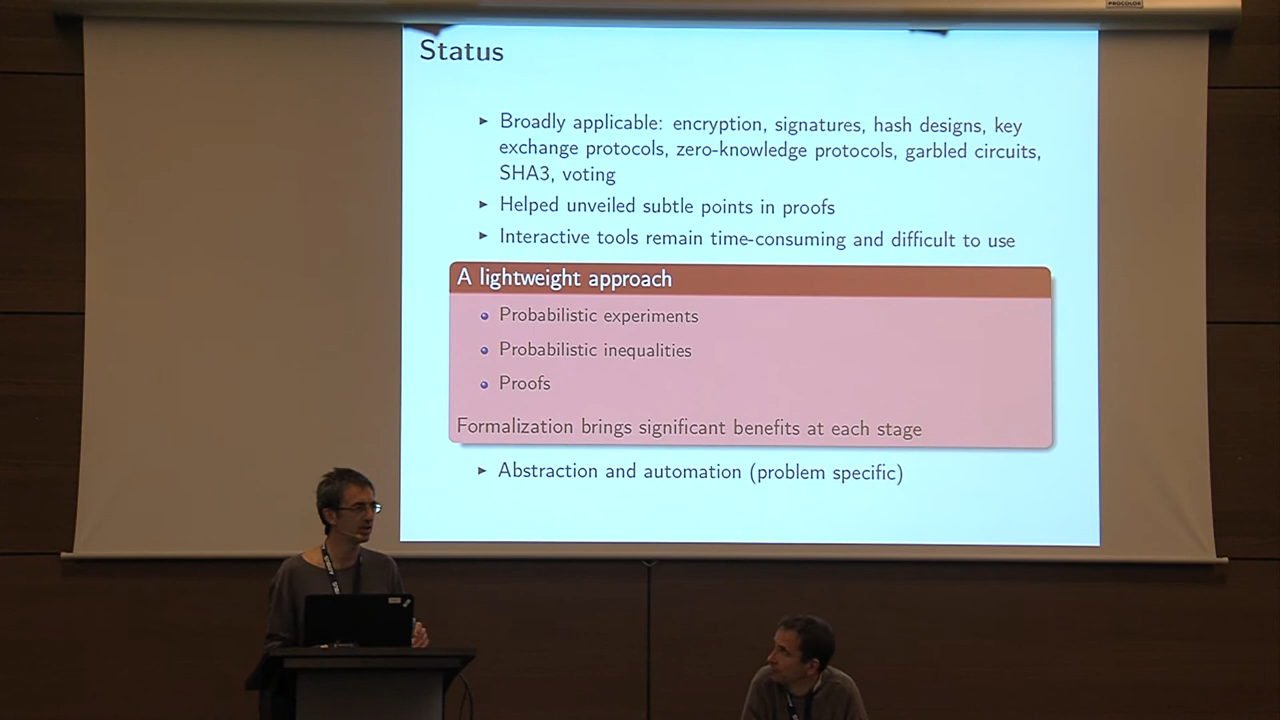 PROCOLOR
Status
Broadly applicable: encryption, signatures, hash designs, key
exchange protocols, zero-knowledge protocols, garbled circuits,
SHA3, voting
Helped unveiled subtle points in proofs
Interactive tools remain time-consuming and difficult to use
A lightweight approach
Probabilistic experiments
Probabilistic inequalities
Proofs
Formalization brings significant benefits at each stage
Abstraction and automation (problem specific)